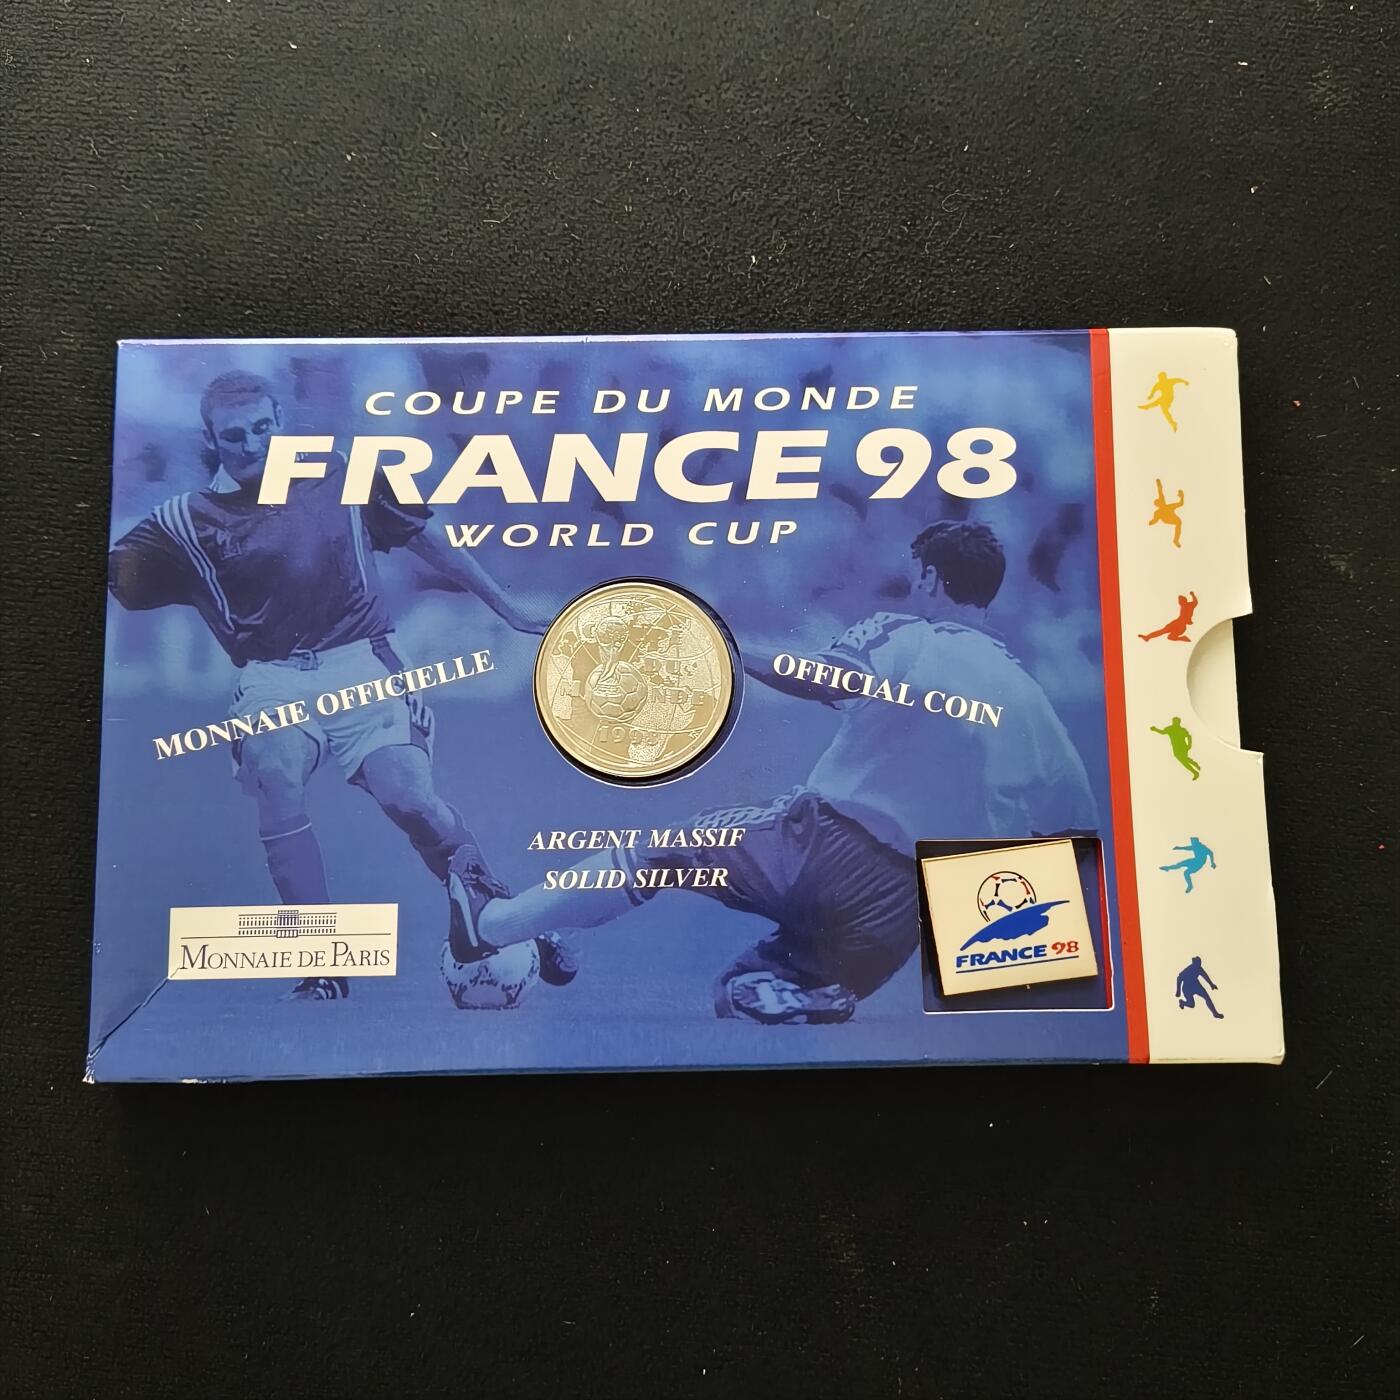 COUPE DU MONDE
FRANCE 98
WORLD CUP
MONNAIE OFFICIELLE
OFFICIAL COIN
1998
ARGENT MASSIF
SOLID SILVER
MONNAIE DE PARIS
FRANCE 98